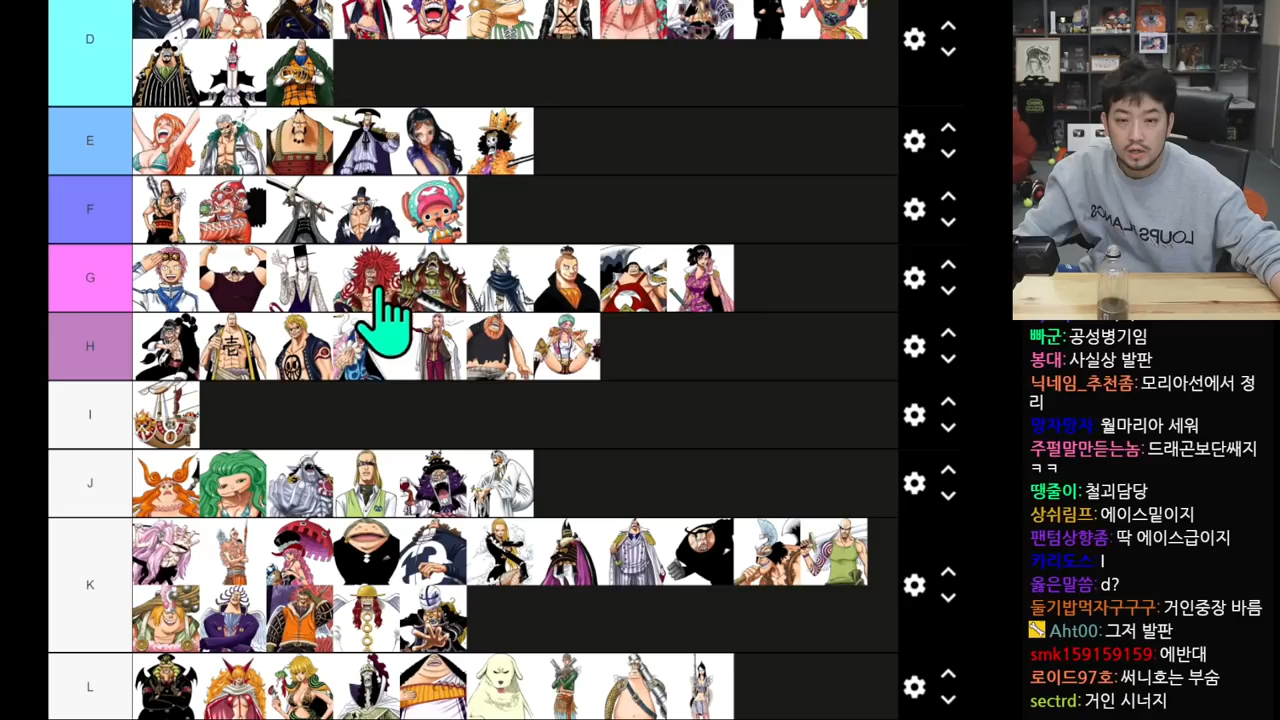 D
E
F
G
H
I
J
K
L
壱
빠군: 공성병기임
봉대: 사실상 발판
닉네임_추천좀: 모리아선에서 정
리
망자망자: 월마리아 세워
주펄말만듣는놈: 드래곤보단쌔지
ㅋㅋ
땡줄이: 철괴담당
상쉬림프: 에이스밑이지
팬텀상향좀: 딱 에이스급이지
카리도스: I
옳은말씀: d?
둘기밥먹자구구구: 거인중장 바름
Aht00: 그저 발판
smk159159159: 에반대
로이드97호: 써니호는 부숨
sectrd: 거인 시너지